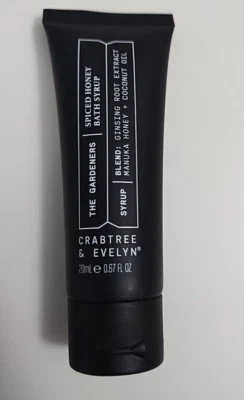 THE GARDENERS
SPICED HONEY
BATH SYRUP
SYRUP
BLEND: GINSING ROOT EXTRACT
MANUKA HONEY + COCONUT OIL
CRABTREE
& EVELYN®
20mL e 0.67 FL OZ